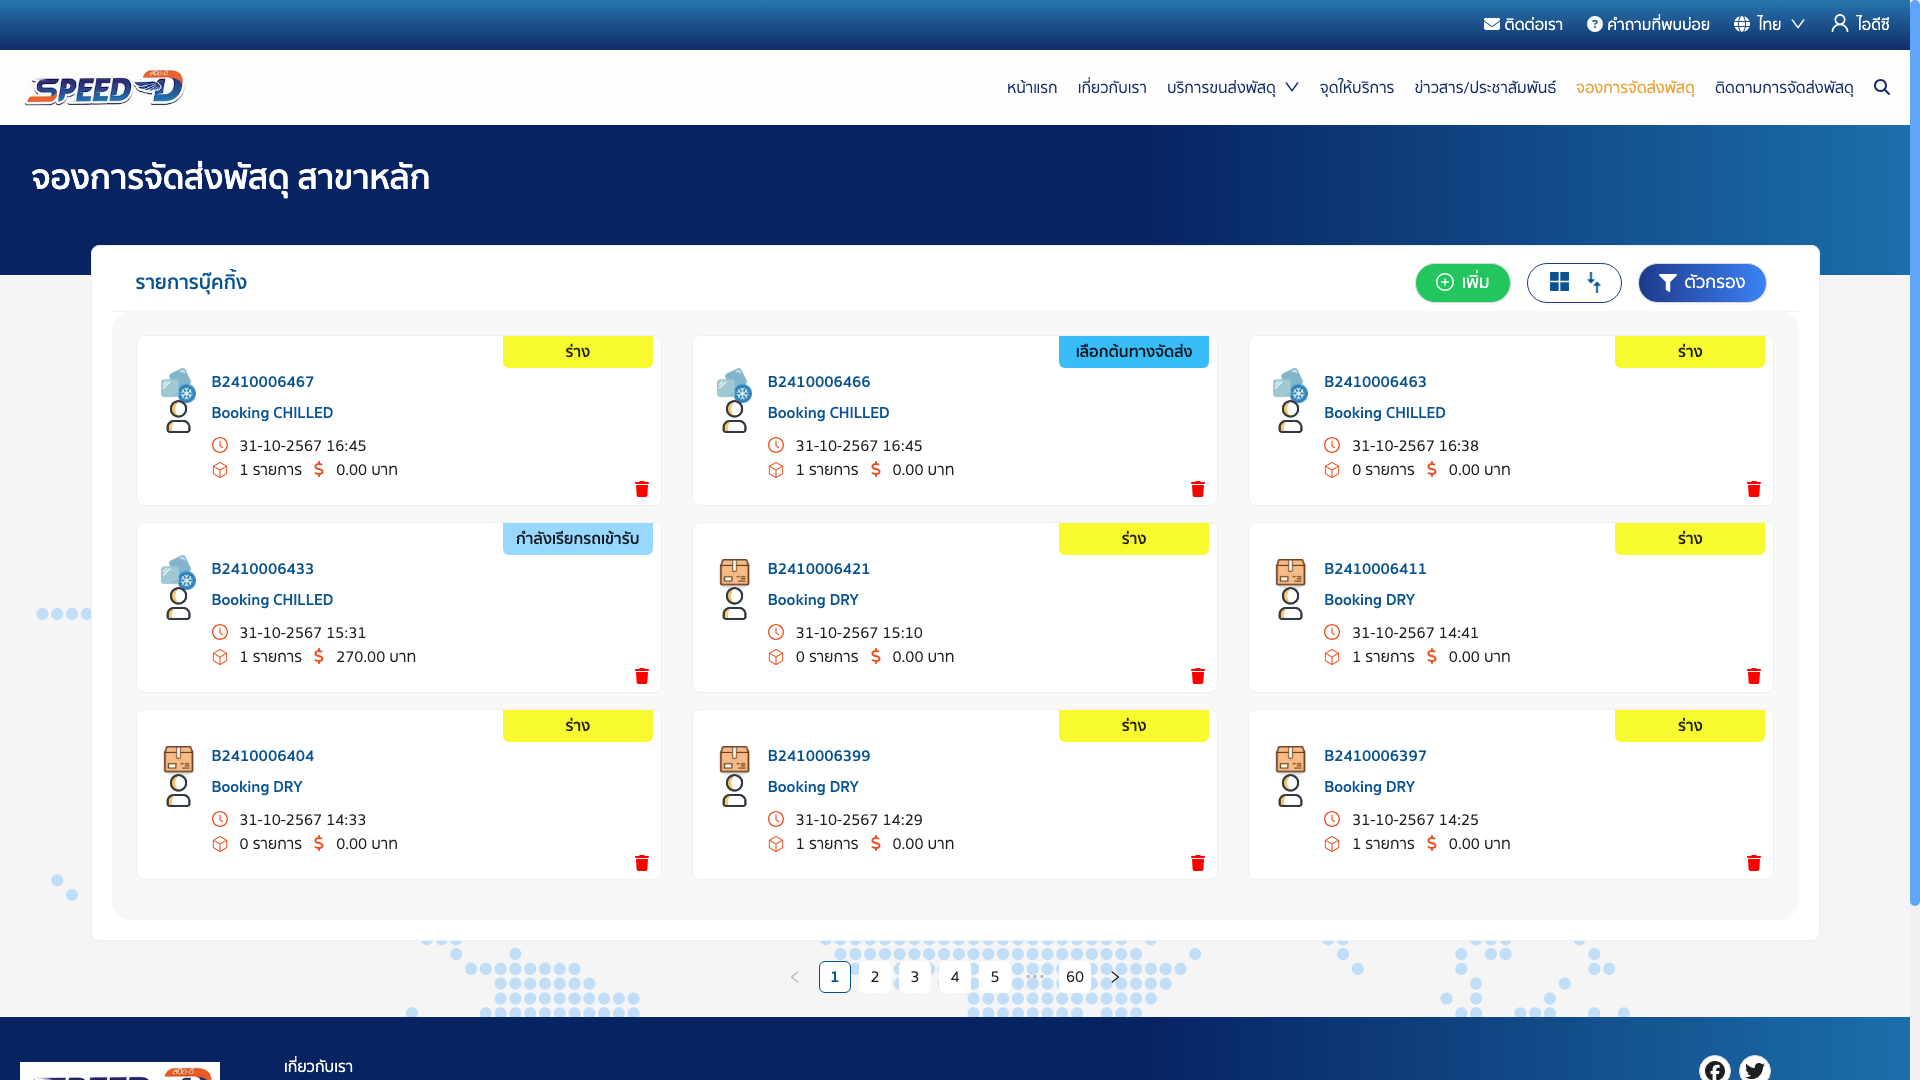 ติดต่อเรา คำถามที่พบบ่อย ไทย ไอดีซี
SPEED-D
หน้าแรก เกี่ยวกับเรา บริการขนส่งพัสดุ จุดให้บริการ ข่าวสาร/ประชาสัมพันธ์ จองการจัดส่งพัสดุ ติดตามการจัดส่งพัสดุ
จองการจัดส่งพัสดุ สาขาหลัก
รายการบุ๊คกิ้ง
เพิ่ม
ตัวกรอง
ร่าง
B2410006467
Booking CHILLED
31-10-2567 16:45
1 รายการ $ 0.00 บาท
เลือกต้นทางจัดส่ง
B2410006466
Booking CHILLED
31-10-2567 16:45
1 รายการ $ 0.00 บาท
ร่าง
B2410006463
Booking CHILLED
31-10-2567 16:38
0 รายการ $ 0.00 บาท
กำลังเรียกรถเข้ารับ
B2410006433
Booking CHILLED
31-10-2567 15:31
1 รายการ $ 270.00 บาท
ร่าง
B2410006421
Booking DRY
31-10-2567 15:10
0 รายการ $ 0.00 บาท
ร่าง
B2410006411
Booking DRY
31-10-2567 14:41
1 รายการ $ 0.00 บาท
ร่าง
B2410006404
Booking DRY
31-10-2567 14:33
0 รายการ $ 0.00 บาท
ร่าง
B2410006399
Booking DRY
31-10-2567 14:29
1 รายการ $ 0.00 บาท
ร่าง
B2410006397
Booking DRY
31-10-2567 14:25
1 รายการ $ 0.00 บาท
1 2 3 4 5 ••• 60
เกี่ยวกับเรา